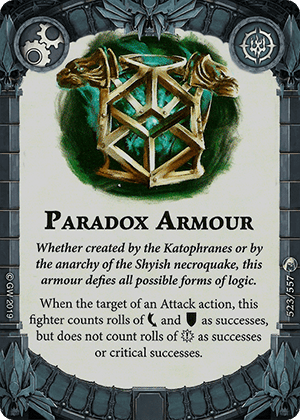 PARADOX ARMOUR
Whether created by the Katophranes or by
the anarchy of the Shyish necroquake, this
armour defies all possible forms of logic.
When the target of an Attack action, this
fighter counts rolls of and as successes,
but does not count rolls of as successes
or critical successes.
© GW 2019
523/557